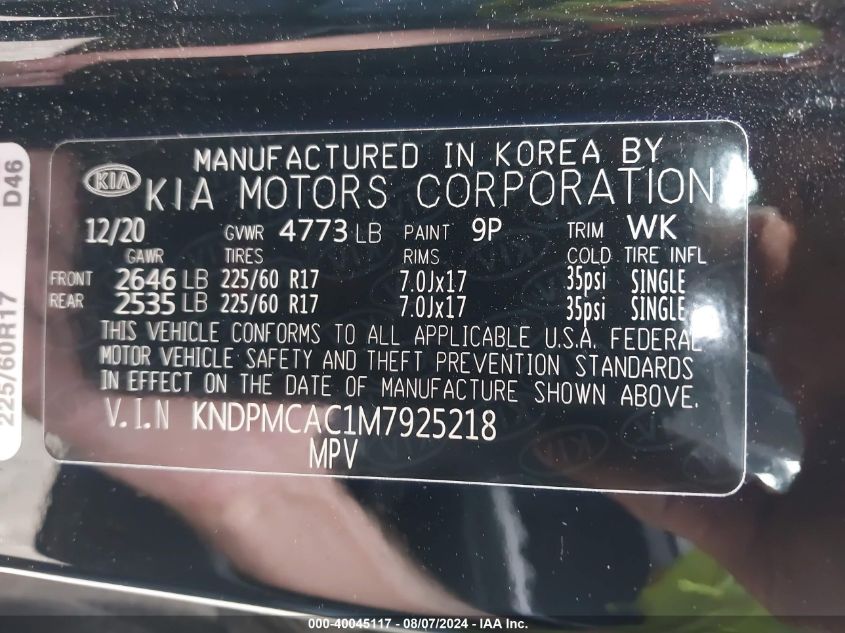 MANUFACTURED IN KOREA BY
KIA KIA MOTORS CORPORATION
12/20 GVWR 4773 LB PAINT 9P TRIM WK
GAWR TIRES RIMS COLD TIRE INFL
FRONT 2646 LB 225/60 R17 7.0Jx17 35psi SINGLE
REAR 2535 LB 225/60 R17 7.0Jx17 35psi SINGLE
THIS VEHICLE CONFORMS TO ALL APPLICABLE U.S.A. FEDERAL
MOTOR VEHICLE SAFETY AND THEFT PREVENTION STANDARDS
IN EFFECT ON THE DATE OF MANUFACTURE SHOWN ABOVE.
V.I.N KNDPMCAC1M7925218
MPV
225/60R17 D46
000-40045117 - 08/07/2024 - IAA Inc.